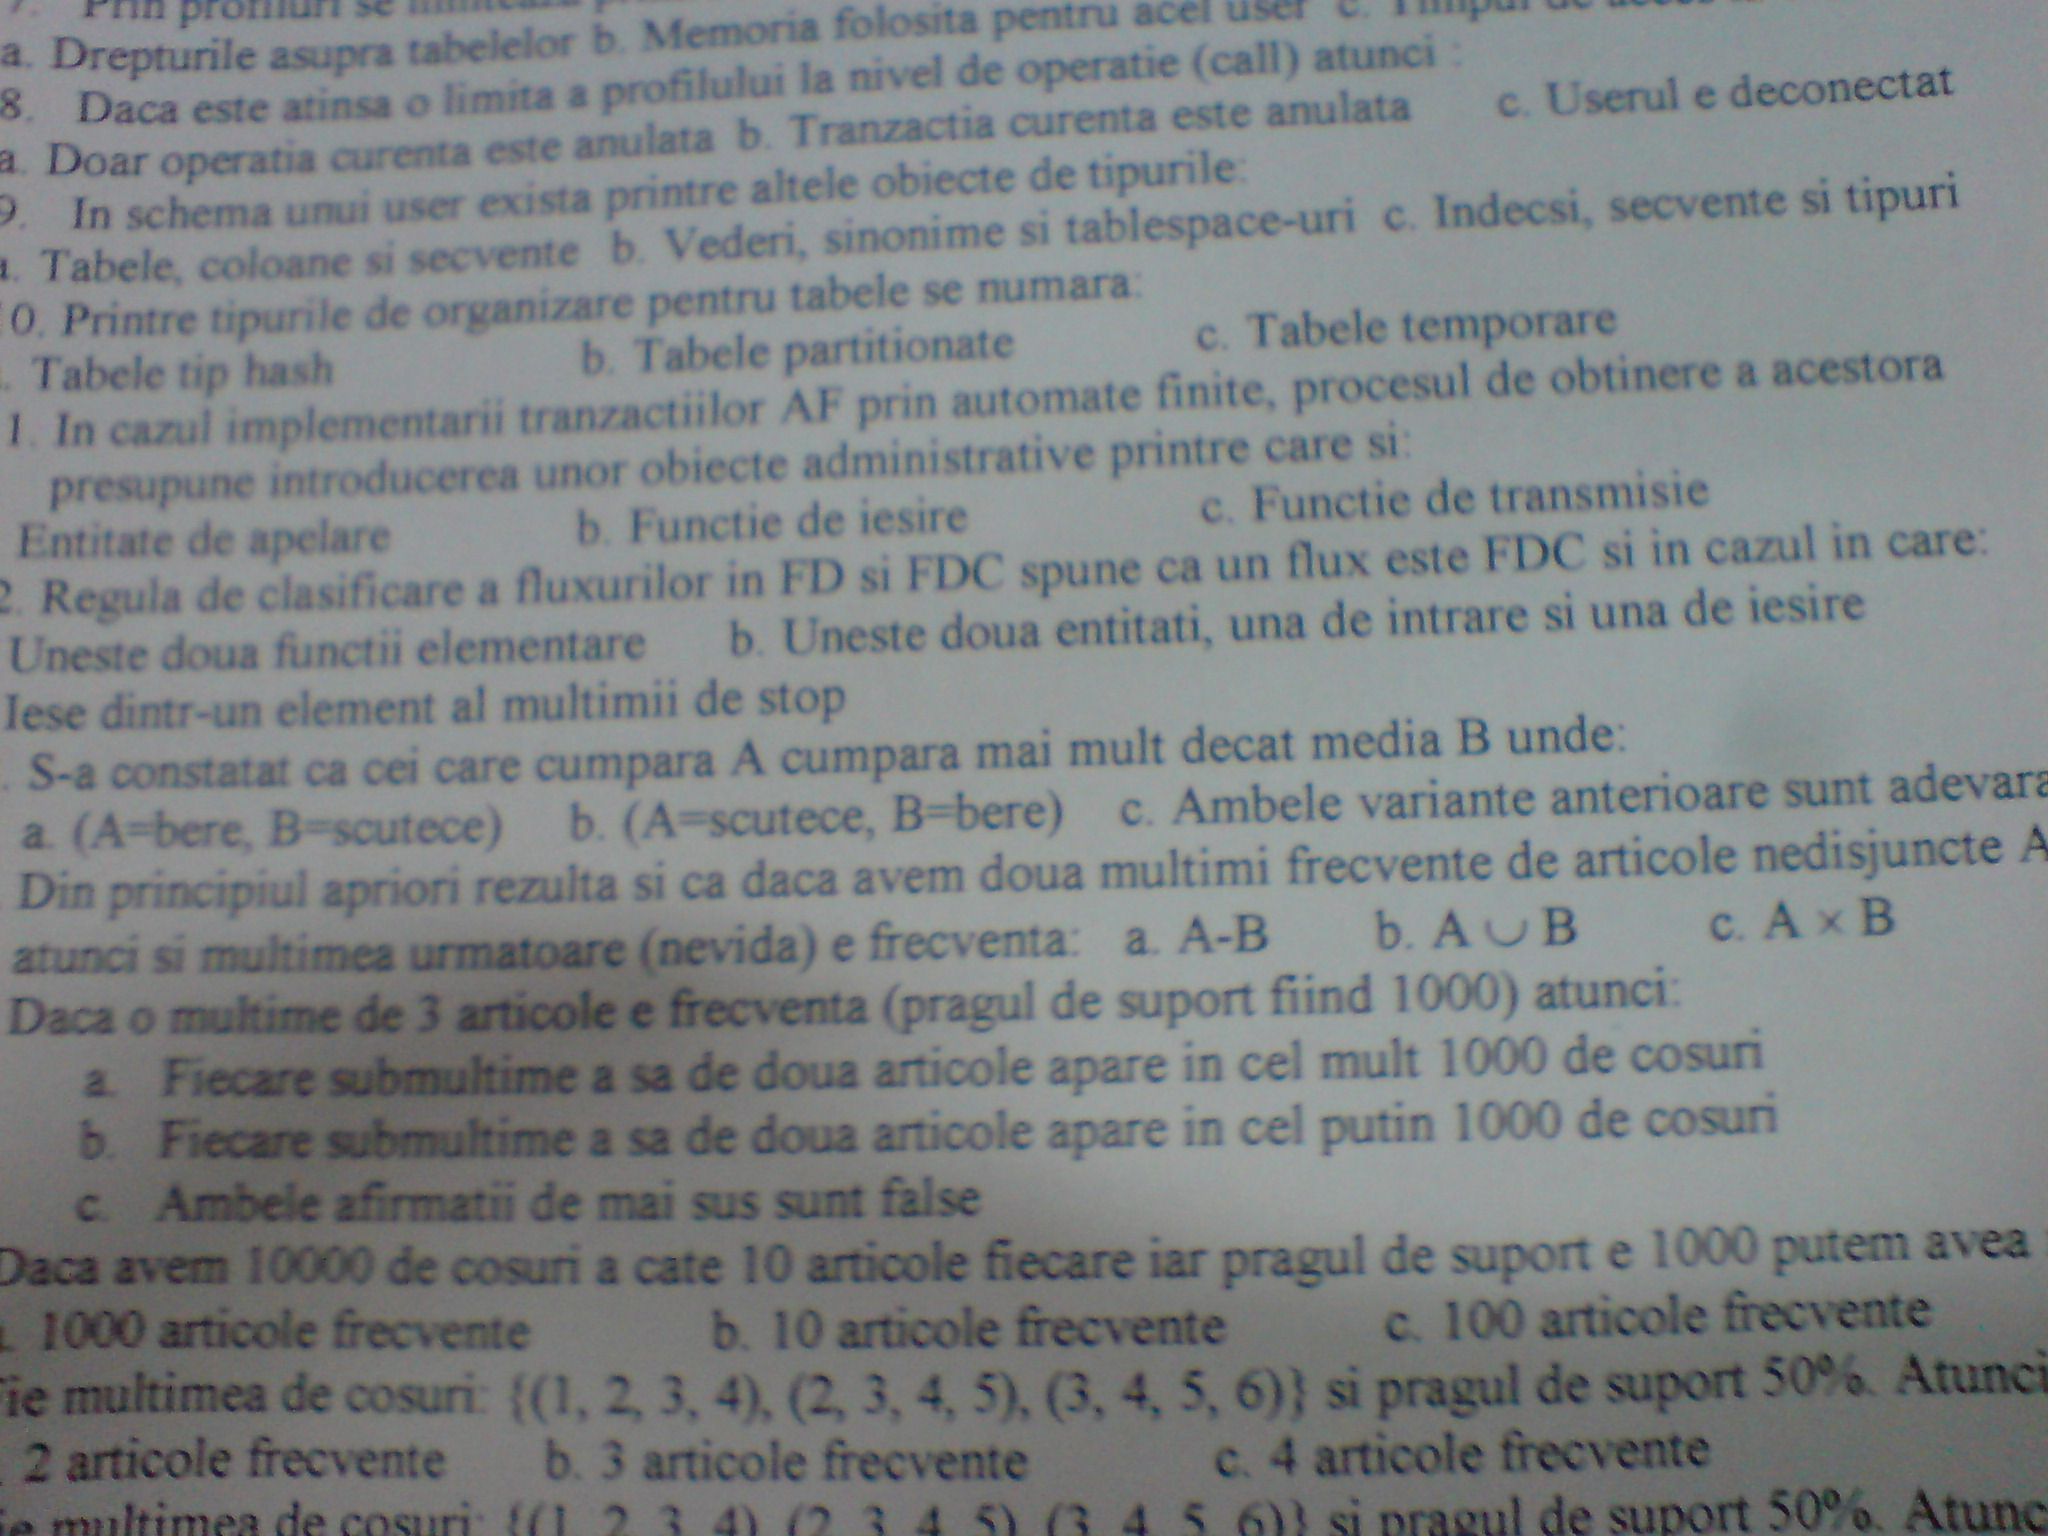 7. Prin profiluri se
a. Drepturile asupra tabelelor b. Memoria folosita pentru acel user c. Timpul de
8. Daca este atinsa o limita a profilului la nivel de operatie (call) atunci :
a. Doar operatia curenta este anulata b. Tranzactia curenta este anulata c. Userul e deconectat
9. In schema unui user exista printre altele obiecte de tipurile:
. Tabele, coloane si secvente b. Vederi, sinonime si tablespace-uri c. Indecsi, secvente si tipuri
0. Printre tipurile de organizare pentru tabele se numara:
. Tabele tip hash b. Tabele partitionate c. Tabele temporare
1. In cazul implementarii tranzactiilor AF prin automate finite, procesul de obtinere a acestora
presupune introducerea unor obiecte administrative printre care si:
Entitate de apelare b. Functie de iesire c. Functie de transmisie
2. Regula de clasificare a fluxurilor in FD si FDC spune ca un flux este FDC si in cazul in care:
Uneste doua functii elementare b. Uneste doua entitati, una de intrare si una de iesire
Iese dintr-un element al multimii de stop
. S-a constatat ca cei care cumpara A cumpara mai mult decat media B unde:
a. (A=bere, B=scutece) b. (A=scutece, B=bere) c. Ambele variante anterioare sunt adevara
Din principiul apriori rezulta si ca daca avem doua multimi frecvente de articole nedisjuncte A
atunci si multimea urmatoare (nevida) e frecventa: a. A-B b. A ∪ B c. A × B
Daca o multime de 3 articole e frecventa (pragul de suport fiind 1000) atunci:
a. Fiecare submultime a sa de doua articole apare in cel mult 1000 de cosuri
b. Fiecare submultime a sa de doua articole apare in cel putin 1000 de cosuri
c. Ambele afirmatii de mai sus sunt false
Daca avem 10000 de cosuri a cate 10 articole fiecare iar pragul de suport e 1000 putem avea
. 1000 articole frecvente b. 10 articole frecvente c. 100 articole frecvente
ie multimea de cosuri: {(1, 2, 3, 4), (2, 3, 4, 5), (3, 4, 5, 6)} si pragul de suport 50%. Atunci
. 2 articole frecvente b. 3 articole frecvente c. 4 articole frecvente
ie multimea de cosuri: {(1, 2, 3, 4), (2, 3, 4, 5), (3, 4, 5, 6)} si pragul de suport 50%. Atunc